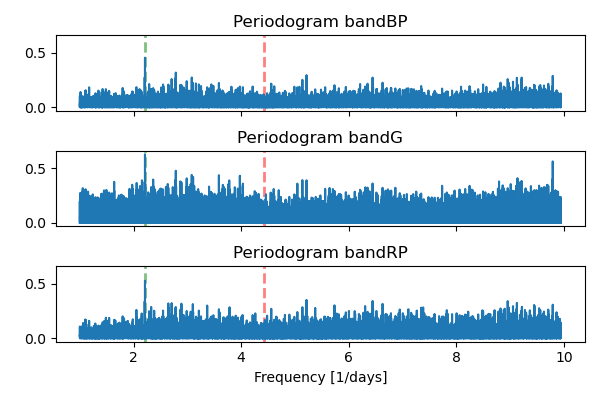 Periodogram bandBP
0.5
0.0
Periodogram bandG
0.5
0.0
Periodogram bandRP
0.5
0.0
2 4 6 8 10
Frequency [1/days]